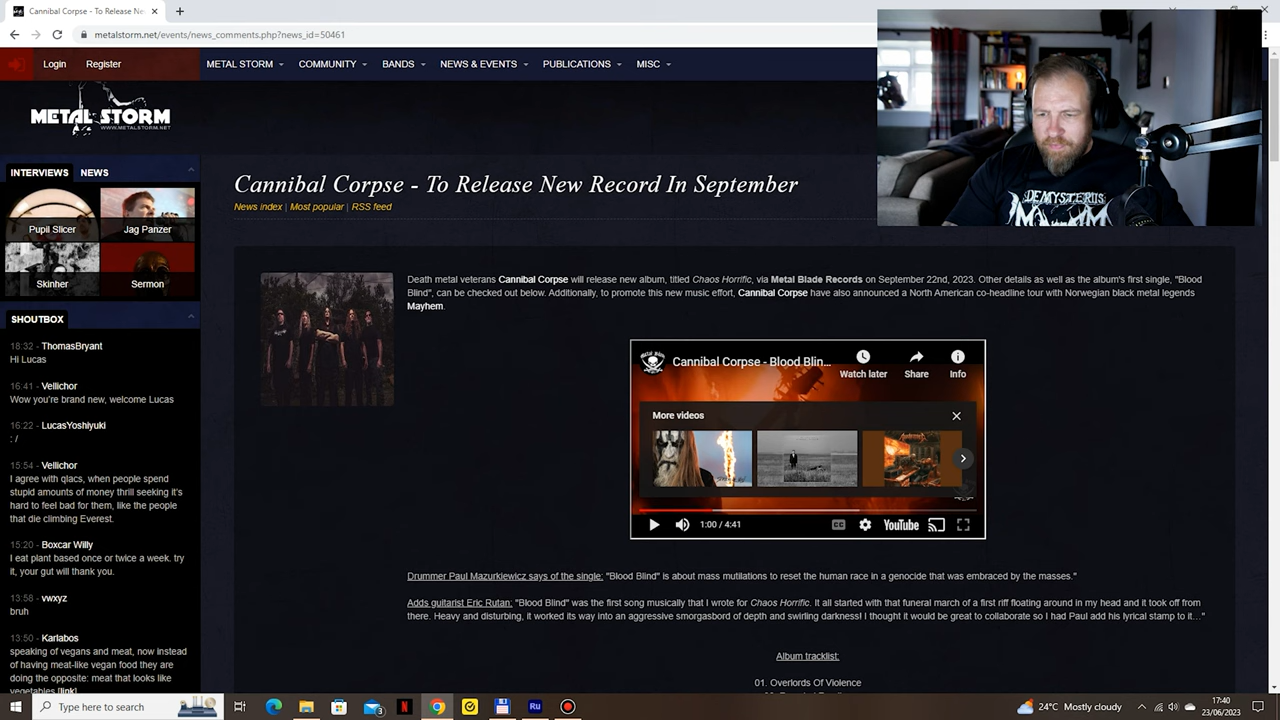 Cannibal Corpse - To Release Ne
metalstorm.net/events/news_comments.php?news_id=50461
Login Register METAL STORM COMMUNITY BANDS NEWS & EVENTS PUBLICATIONS MISC
METAL STORM
WWW.METALSTORM.NET
INTERVIEWS NEWS
Pupil Slicer Jag Panzer
Skinher Sermon
SHOUTBOX
18:32 - ThomasBryant
Hi Lucas
16:41 - Vellichor
Wow you're brand new, welcome Lucas
16:22 - LucasYoshiyuki
: /
15:54 - Vellichor
I agree with qlacs, when people spend
stupid amounts of money thrill seeking it's
hard to feel bad for them, like the people
that die climbing Everest.
15:20 - Boxcar Willy
I eat plant based once or twice a week. try
it, your gut will thank you.
13:58 - vwxyz
bruh
13:50 - Karlabos
speaking of vegans and meat, now instead
of having meat-like vegan food they are
doing the opposite: meat that looks like
vegetables [link]
Cannibal Corpse - To Release New Record In September
News index | Most popular | RSS feed
Death metal veterans Cannibal Corpse will release new album, titled Chaos Horrific, via Metal Blade Records on September 22nd, 2023. Other details as well as the album's first single, "Blood
Blind", can be checked out below. Additionally, to promote this new music effort, Cannibal Corpse have also announced a North American co-headline tour with Norwegian black metal legends
Mayhem.
Cannibal Corpse - Blood Blin...
Watch later Share Info
More videos
1:00 / 4:41 CC YouTube
Drummer Paul Mazurkiewicz says of the single: "Blood Blind" is about mass mutilations to reset the human race in a genocide that was embraced by the masses."
Adds guitarist Eric Rutan: "Blood Blind" was the first song musically that I wrote for Chaos Horrific. It all started with that funeral march of a first riff floating around in my head and it took off from
there. Heavy and disturbing, it worked its way into an aggressive smorgasbord of depth and swirling darkness! I thought it would be great to collaborate so I had Paul add his lyrical stamp to it…"
Album tracklist:
01. Overlords Of Violence
DEMYSTERIIS
Type here to search
Ru
24°C Mostly cloudy
17:40
23/06/2023